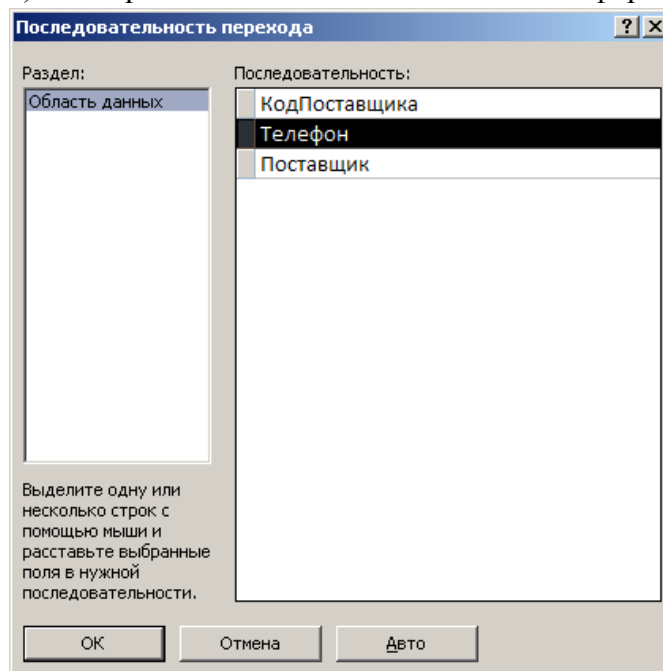 Последовательность перехода
Раздел:
Последовательность:
Область данных
КодПоставщика
Телефон
Поставщик
Выделите одну или
несколько строк с
помощью мыши и
расставьте выбранные
поля в нужной
последовательности.
ОК
Отмена
Авто